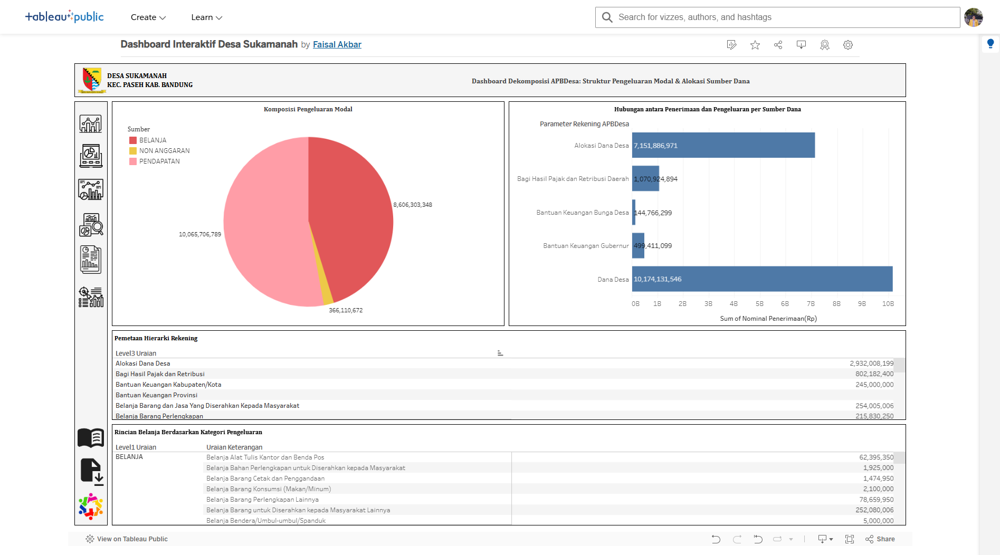 tableau public
Create
Learn
Search for vizzes, authors, and hashtags
Dashboard Interaktif Desa Sukamanah by Faisal Akbar
DESA SUKAMANAH
KEC. PASEH KAB. BANDUNG
Dashboard Dekomposisi APBDesa: Struktur Pengeluaran Modal & Alokasi Sumber Dana
Komposisi Pengeluaran Modal
Sumber
BELANJA
NON ANGGARAN
PENDAPATAN
8,606,303,348
10,065,706,789
366,110,672
Hubungan antara Penerimaan dan Pengeluaran per Sumber Dana
Parameter Rekening APBDesa
Alokasi Dana Desa 7,151,886,971
Bagi Hasil Pajak dan Retribusi Daerah 1,070,924,894
Bantuan Keuangan Bunga Desa 144,766,299
Bantuan Keuangan Gubernur 499,411,099
Dana Desa 10,174,131,546
0B 1B 2B 3B 4B 5B 6B 7B 8B 9B 10B
Sum of Nominal Penerimaan(Rp)
Pemetaan Hierarki Rekening
Level3 Uraian
Alokasi Dana Desa 2,932,008,199
Bagi Hasil Pajak dan Retribusi 802,182,400
Bantuan Keuangan Kabupaten/Kota 245,000,000
Bantuan Keuangan Provinsi
Belanja Barang dan Jasa Yang Diserahkan Kepada Masyarakat 254,005,006
Belanja Barang Perlengkapan 215,830,250
Rincian Belanja Berdasarkan Kategori Pengeluaran
Level1 Uraian Uraian Keterangan
BELANJA Belanja Alat Tulis Kantor dan Benda Pos 62,395,350
Belanja Bahan Perlengkapan untuk Diserahkan kepada Masyarakat 1,925,000
Belanja Barang Cetak dan Penggandaan 1,474,950
Belanja Barang Konsumsi (Makan/Minum) 2,100,000
Belanja Barang Perlengkapan Lainnya 78,659,950
Belanja Barang untuk Diserahkan kepada Masyarakat Lainnya 252,080,006
Belanja Bendera/Umbul-umbul/Spanduk 5,000,000
View on Tableau Public
Share